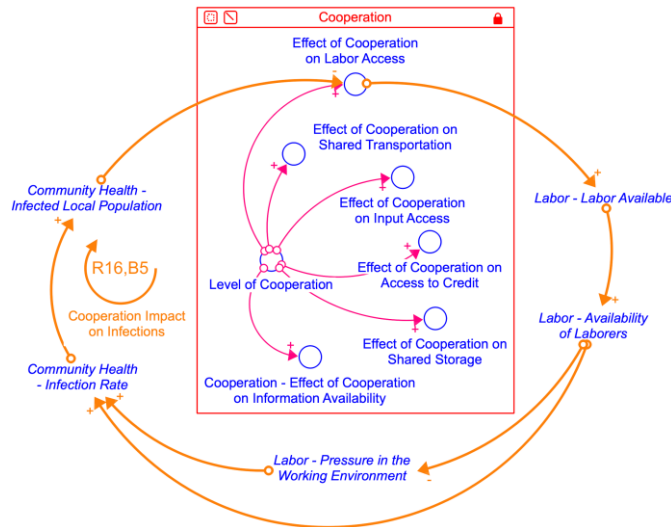 Cooperation
Effect of Cooperation
on Labor Access
-
+
Effect of Cooperation on
Shared Transportation
+
+
Community Health -
Infected Local Population
+
Effect of Cooperation
on Input Access
+
Labor - Labor Available
R16,B5
+
Level of Cooperation
Effect of Cooperation on
Access to Credit
Cooperation Impact
on Infections
+
Labor - Availability
of Laborers
+
Effect of Cooperation on
Shared Storage
Community Health
- Infection Rate
+
Cooperation - Effect of Cooperation
on Information Availability
+
+
Labor - Pressure in the
Working Environment
-